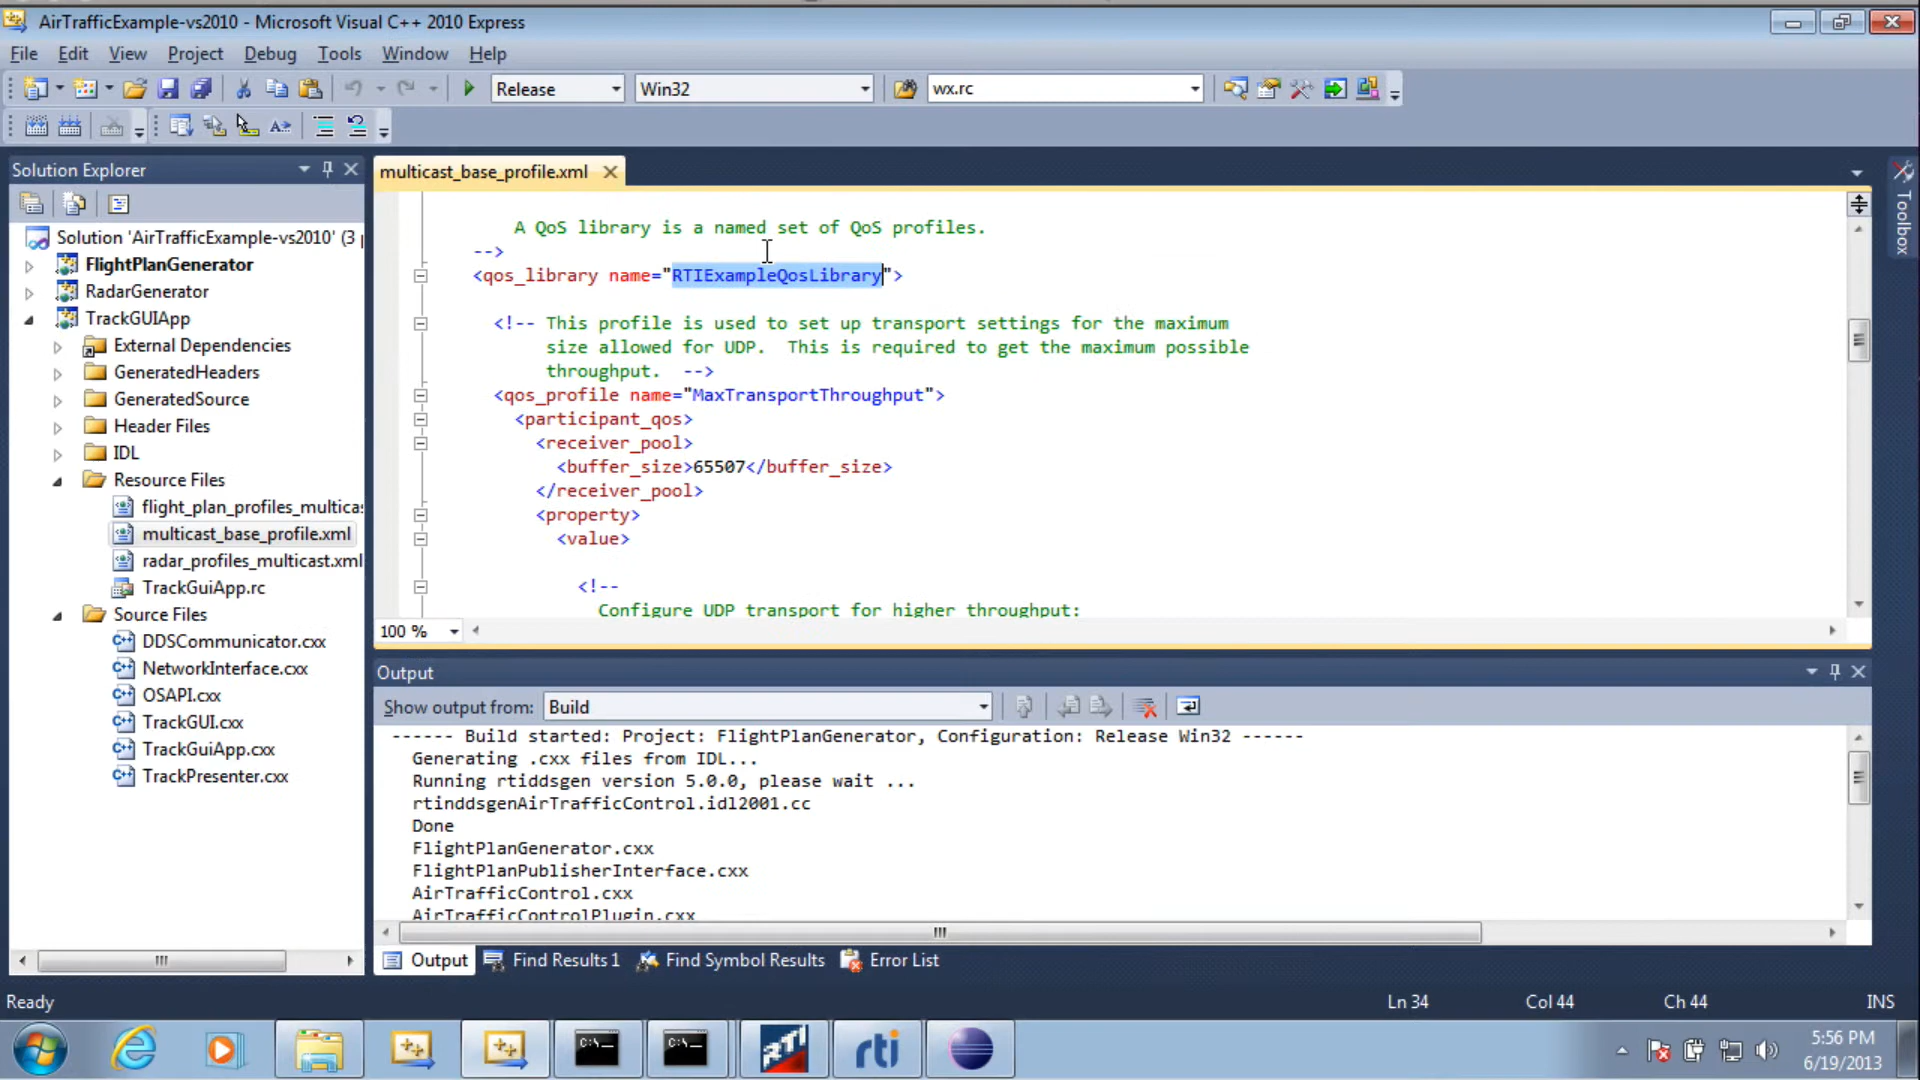 AirTrafficExample-vs2010 - Microsoft Visual C++ 2010 Express
File Edit View Project Debug Tools Window Help
Release Win32 wx.rc
Solution Explorer
Solution 'AirTrafficExample-vs2010' (3 p
FlightPlanGenerator
RadarGenerator
TrackGUIApp
External Dependencies
GeneratedHeaders
GeneratedSource
Header Files
IDL
Resource Files
flight_plan_profiles_multicas
multicast_base_profile.xml
radar_profiles_multicast.xml
TrackGuiApp.rc
Source Files
DDSCommunicator.cxx
NetworkInterface.cxx
OSAPI.cxx
TrackGUI.cxx
TrackGuiApp.cxx
TrackPresenter.cxx
multicast_base_profile.xml
A QoS library is a named set of QoS profiles.
-->
<qos_library name="RTIExampleQosLibrary">
<!-- This profile is used to set up transport settings for the maximum
size allowed for UDP.  This is required to get the maximum possible
throughput.  -->
<qos_profile name="MaxTransportThroughput">
<participant_qos>
<receiver_pool>
<buffer_size>65507</buffer_size>
</receiver_pool>
<property>
<value>
<!--
Configure UDP transport for higher throughput:
100 %
Toolbox
Output
Show output from: Build
------ Build started: Project: FlightPlanGenerator, Configuration: Release Win32 ------
Generating .cxx files from IDL...
Running rtiddsgen version 5.0.0, please wait ...
rtinddsgenAirTrafficControl.idl2001.cc
Done
FlightPlanGenerator.cxx
FlightPlanPublisherInterface.cxx
AirTrafficControl.cxx
AirTrafficControlPlugin.cxx
Output Find Results 1 Find Symbol Results Error List
Ready Ln 34 Col 44 Ch 44 INS
C:\_ C:\_ rti rti
5:56 PM
6/19/2013